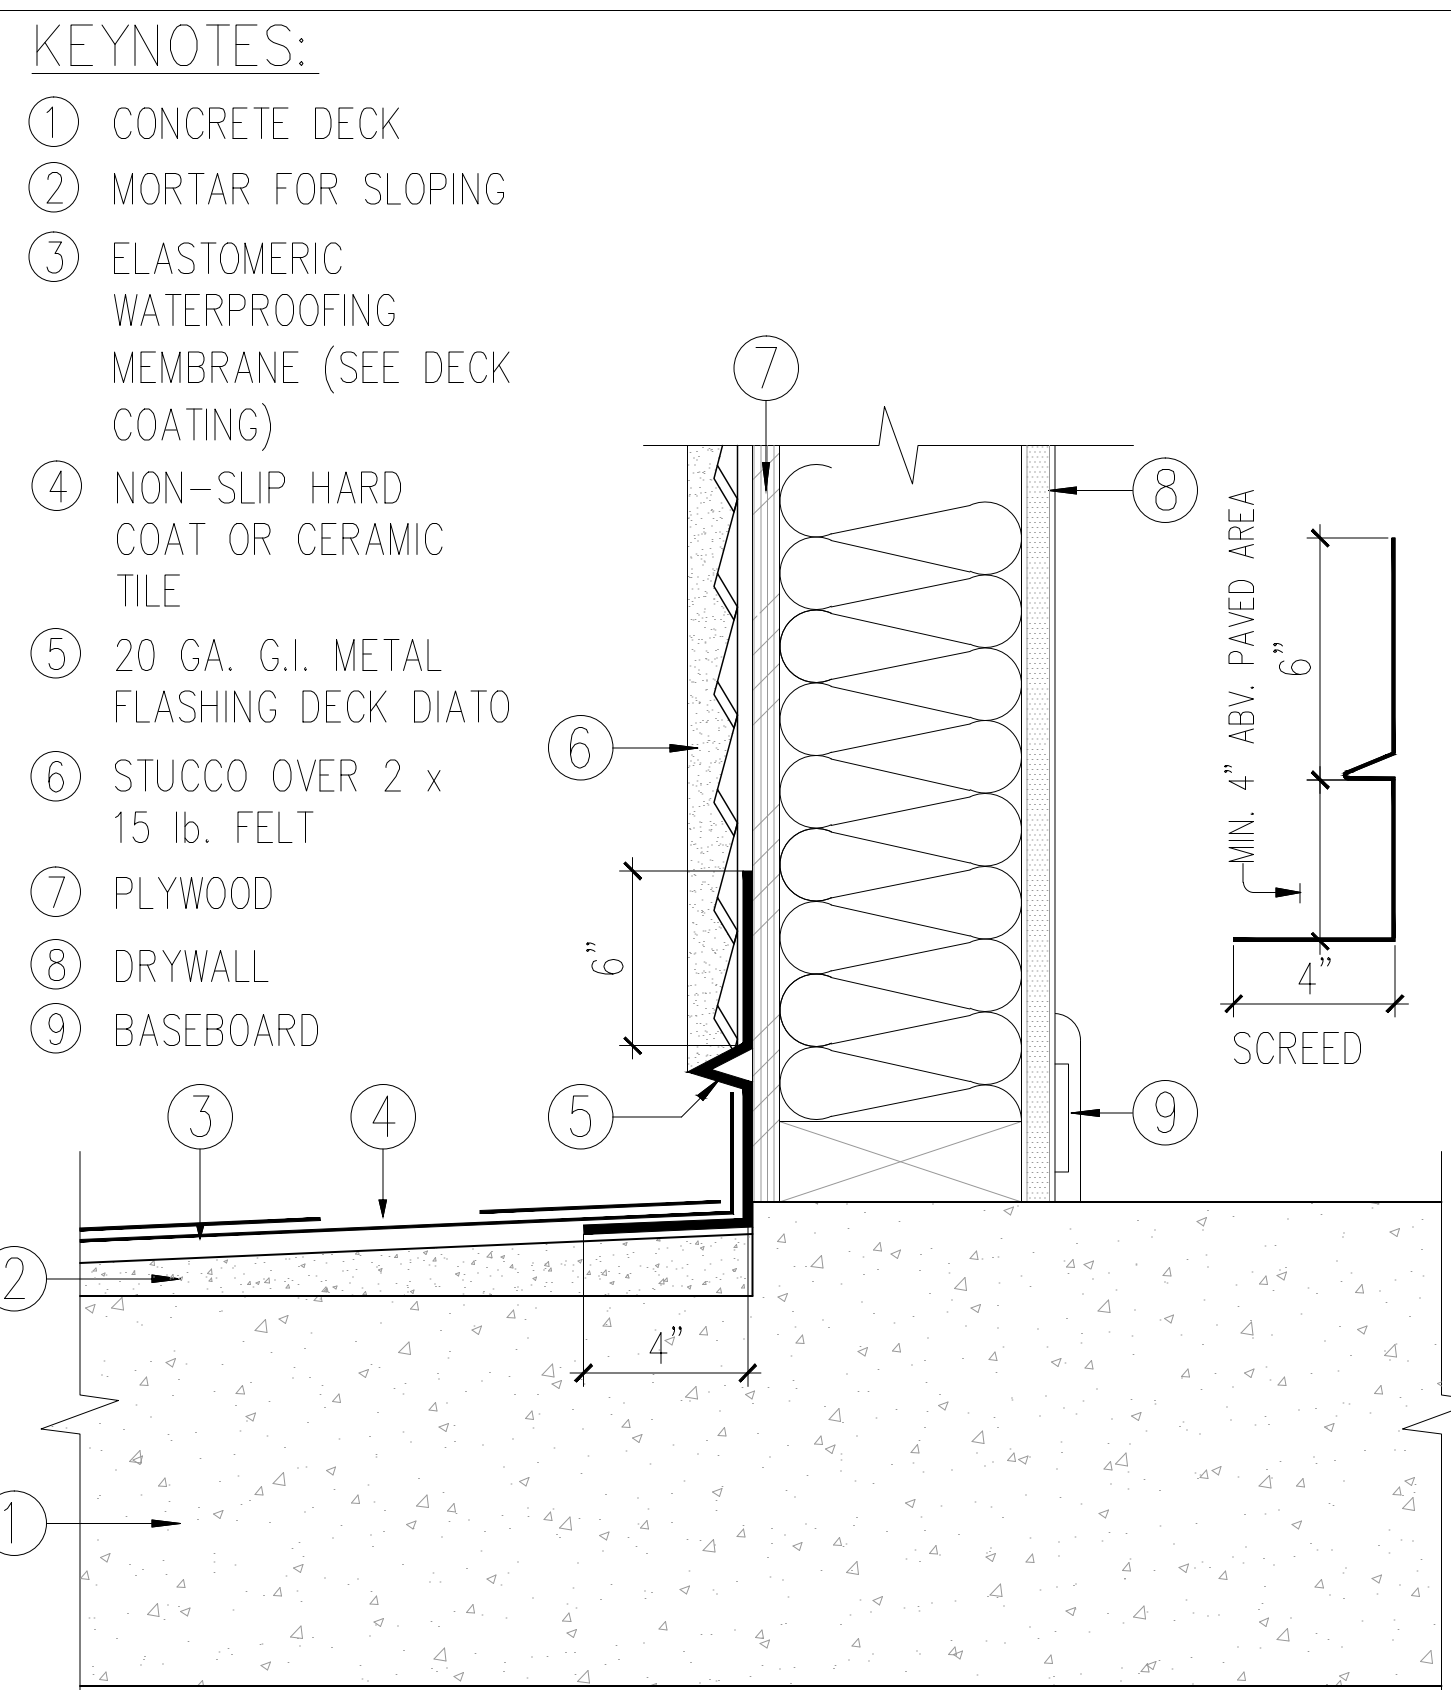 KEYNOTES:
1 CONCRETE DECK
2 MORTAR FOR SLOPING
3 ELASTOMERIC
WATERPROOFING
MEMBRANE (SEE DECK
COATING)
4 NON-SLIP HARD
COAT OR CERAMIC
TILE
5 20 GA. G.I. METAL
FLASHING DECK DIATO
6 STUCCO OVER 2 x
15 lb. FELT
7 PLYWOOD
8 DRYWALL
9 BASEBOARD
7
8
6
6"
5
9
3
4
2
4"
1
MIN. 4" ABV. PAVED AREA
6"
4"
SCREED